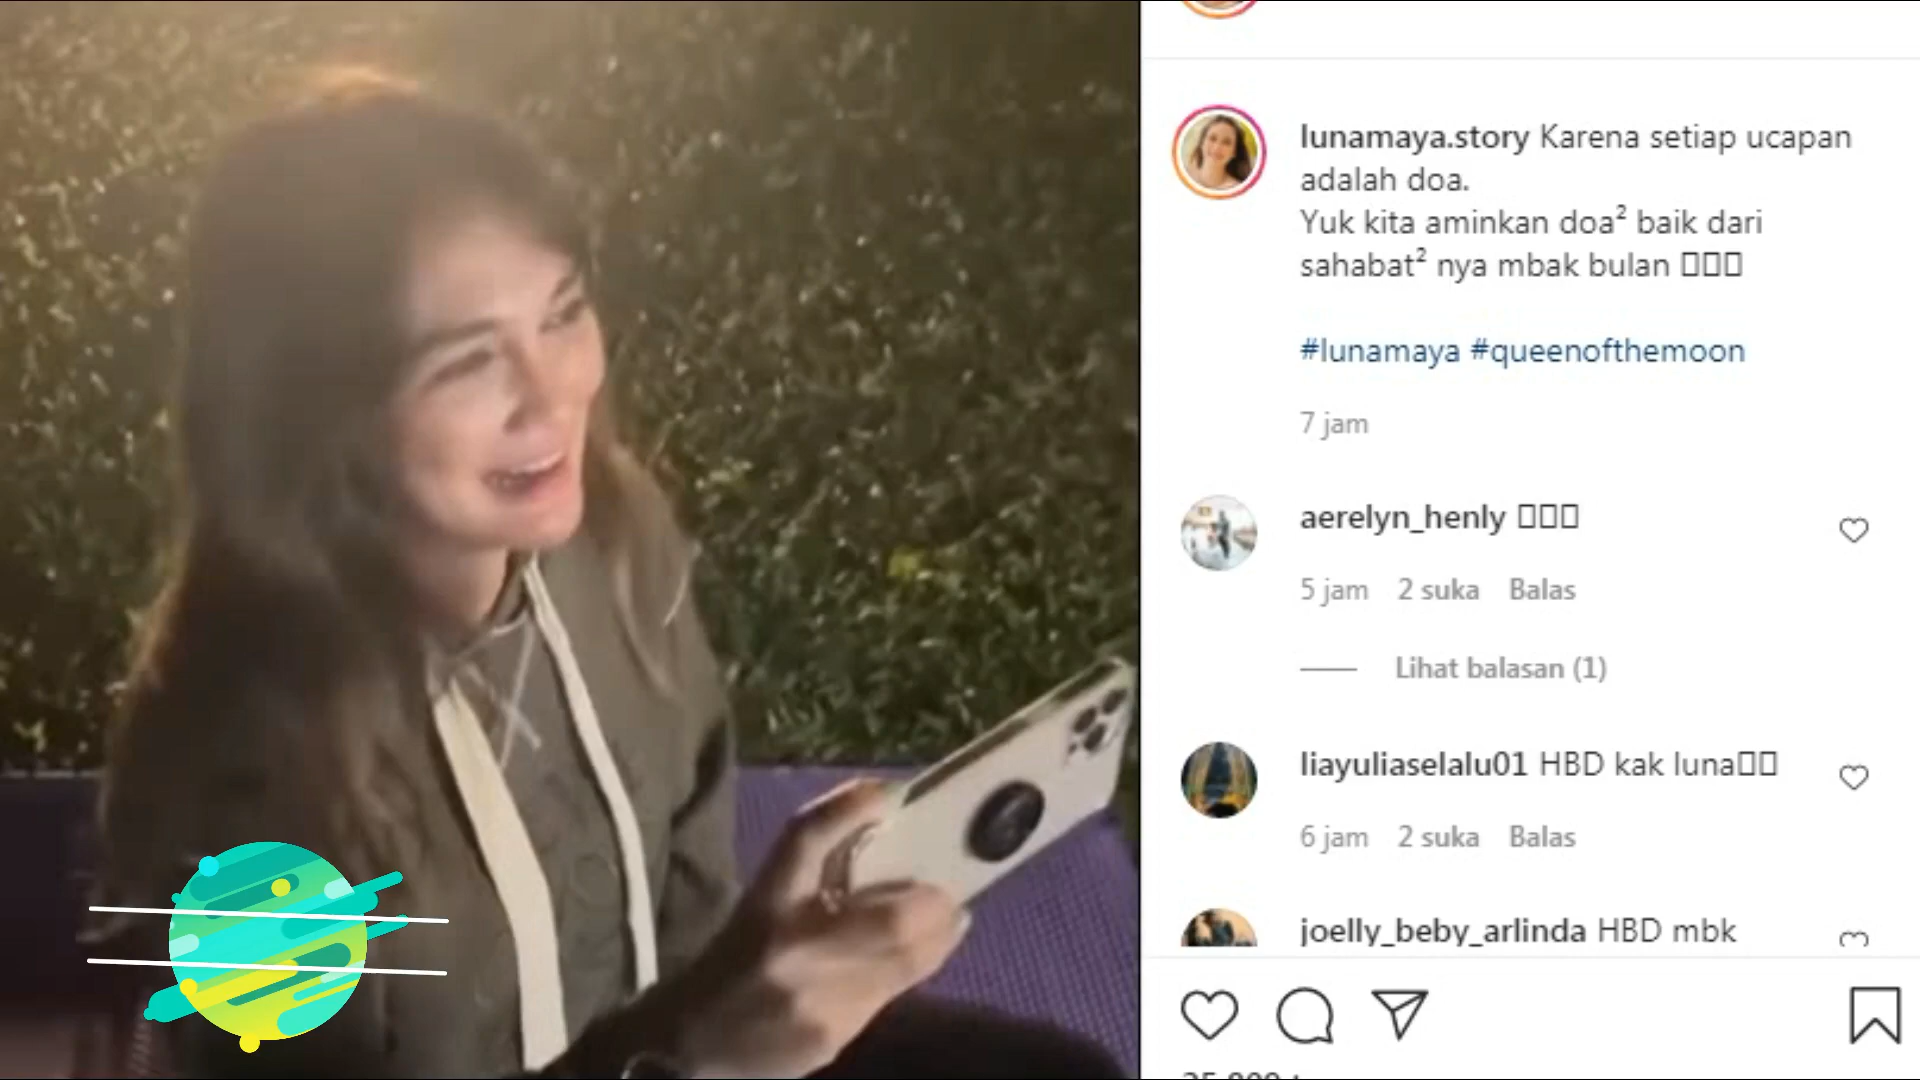 lunamaya.story Karena setiap ucapan
adalah doa.
Yuk kita aminkan doa² baik dari
sahabat² nya mbak bulan
#lunamaya #queenofthemoon
7 jam
aerelyn_henly
5 jam 2 suka Balas
Lihat balasan (1)
liayuliaselalu01 HBD kak luna
6 jam 2 suka Balas
joelly_beby_arlinda HBD mbk